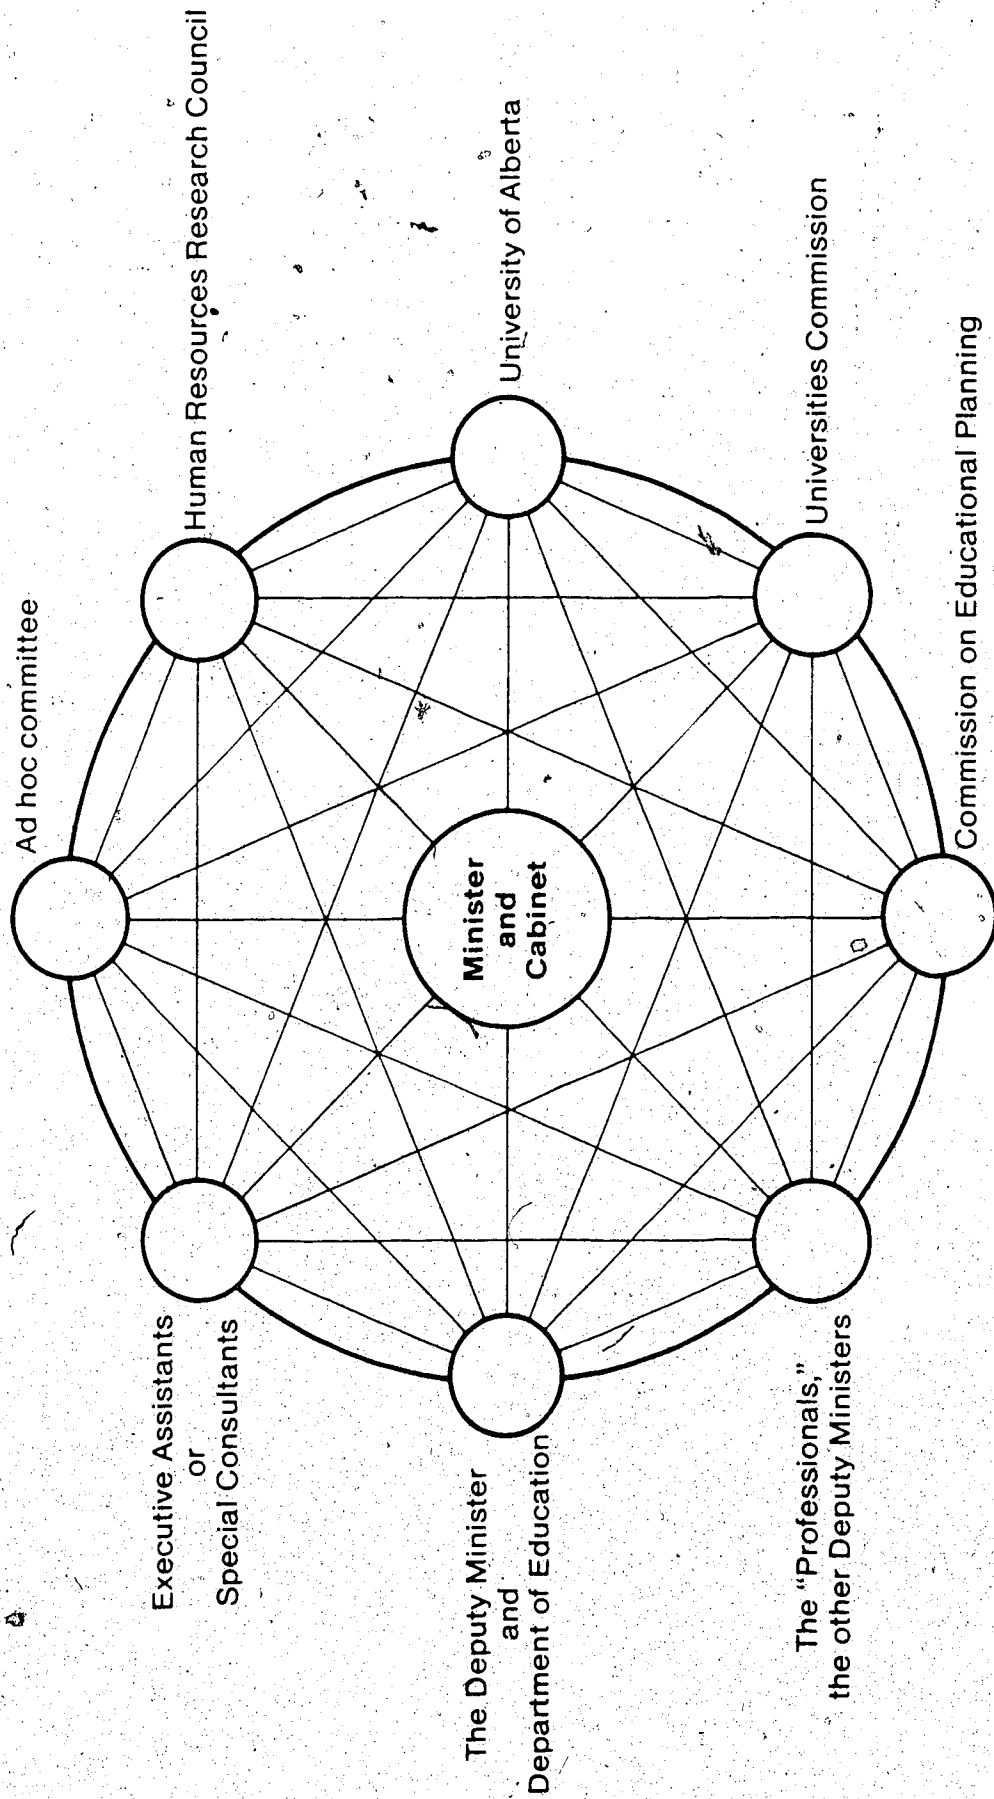 Ad hoc committee
Executive Assistants
or
Special Consultants
Human Resources Research Council
The Deputy Minister
and
Department of Education
Minister
and
Cabinet
University of Alberta
The “Professionals,”
the other Deputy Ministers
Universities Commission
Commission on Educational Planning